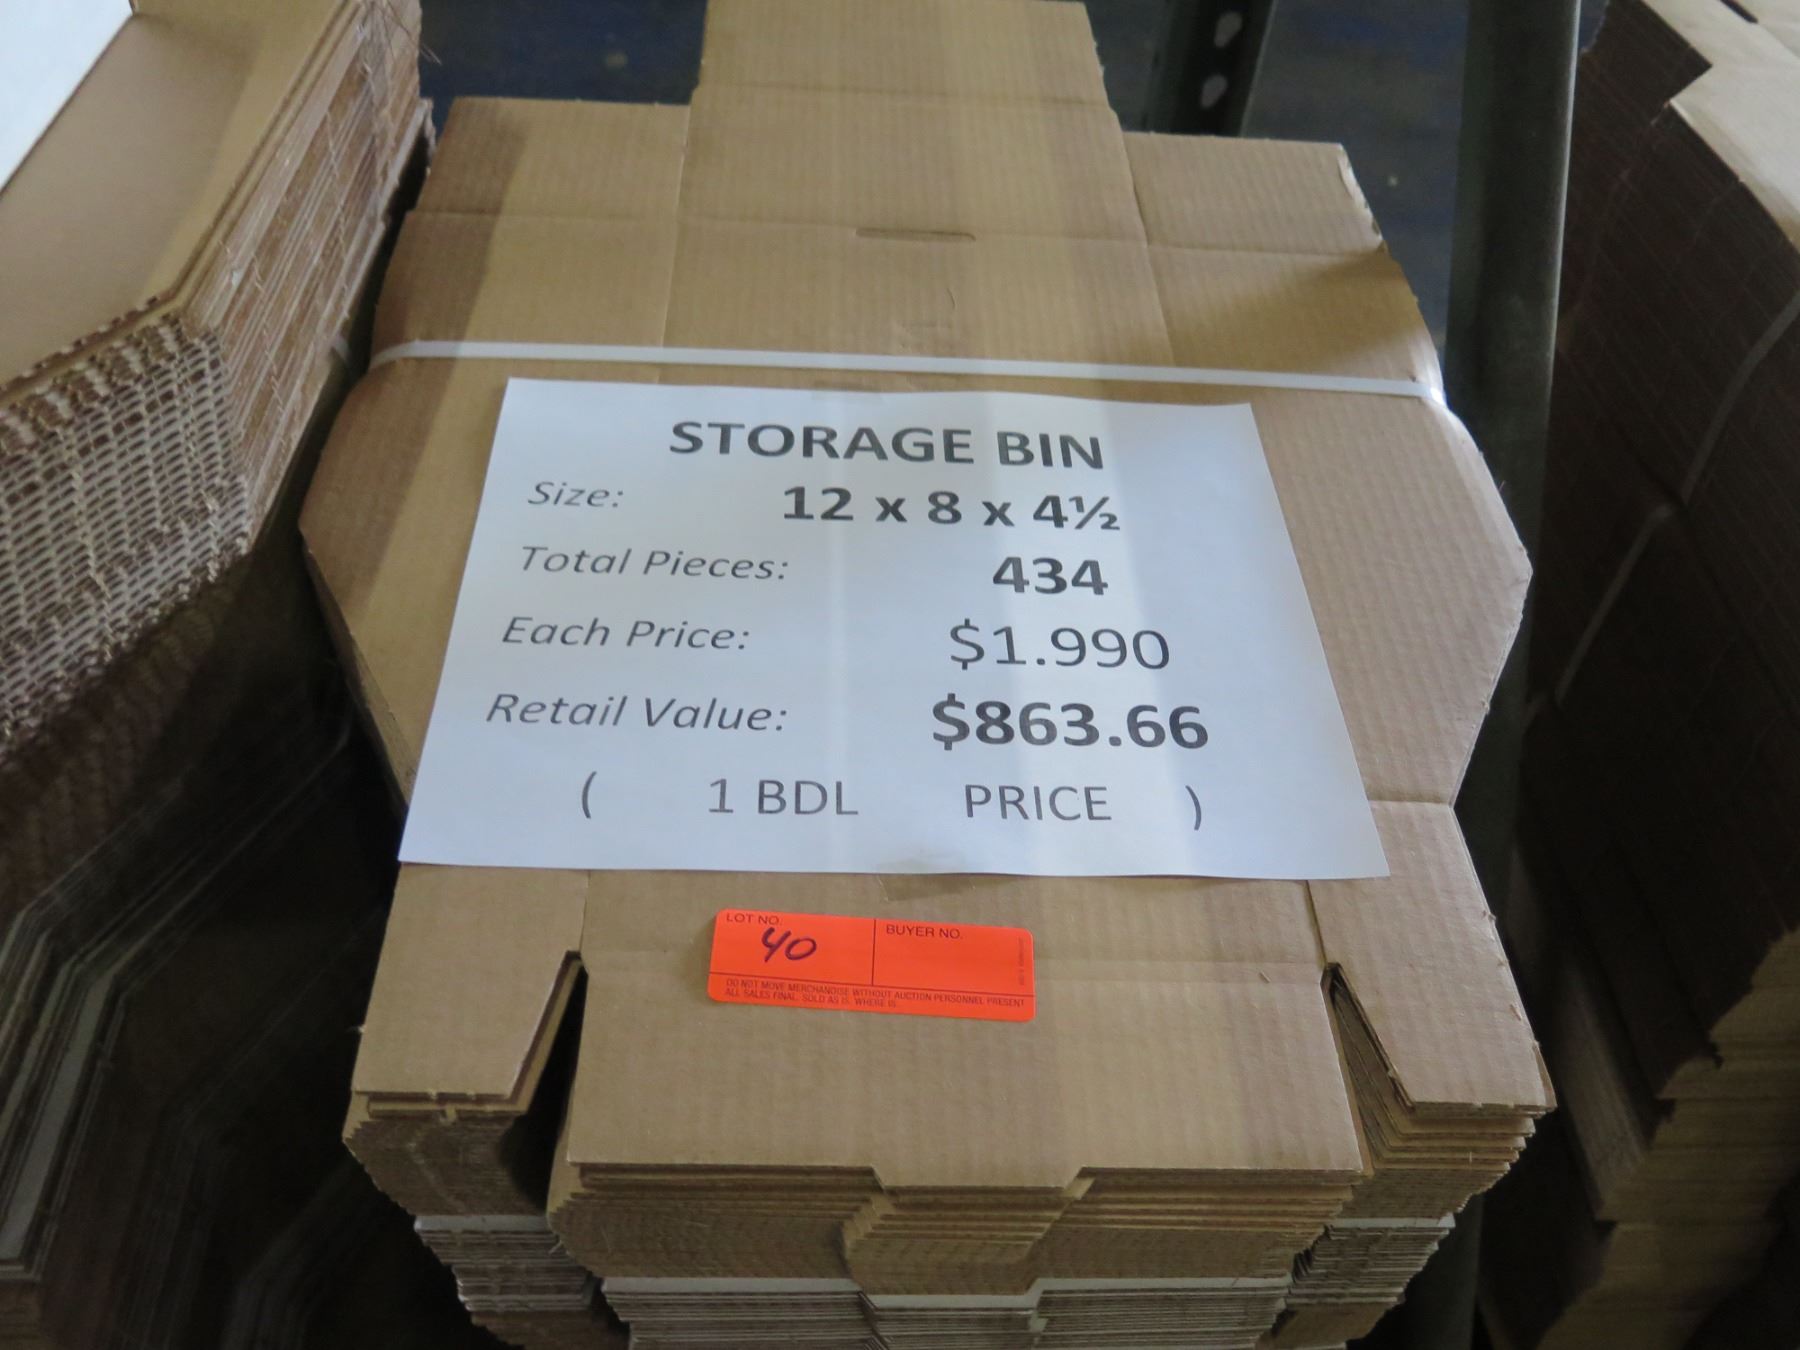 STORAGE BIN
Size: 12 x 8 x 4½
Total Pieces: 434
Each Price: $1.990
Retail Value: $863.66
( 1 BDL PRICE )
LOT NO. 40 BUYER NO.
DO NOT MOVE MERCHANDISE WITHOUT AUCTION PERSONNEL PRESENT
ALL SALES FINAL. SOLD AS IS. WHERE IS.